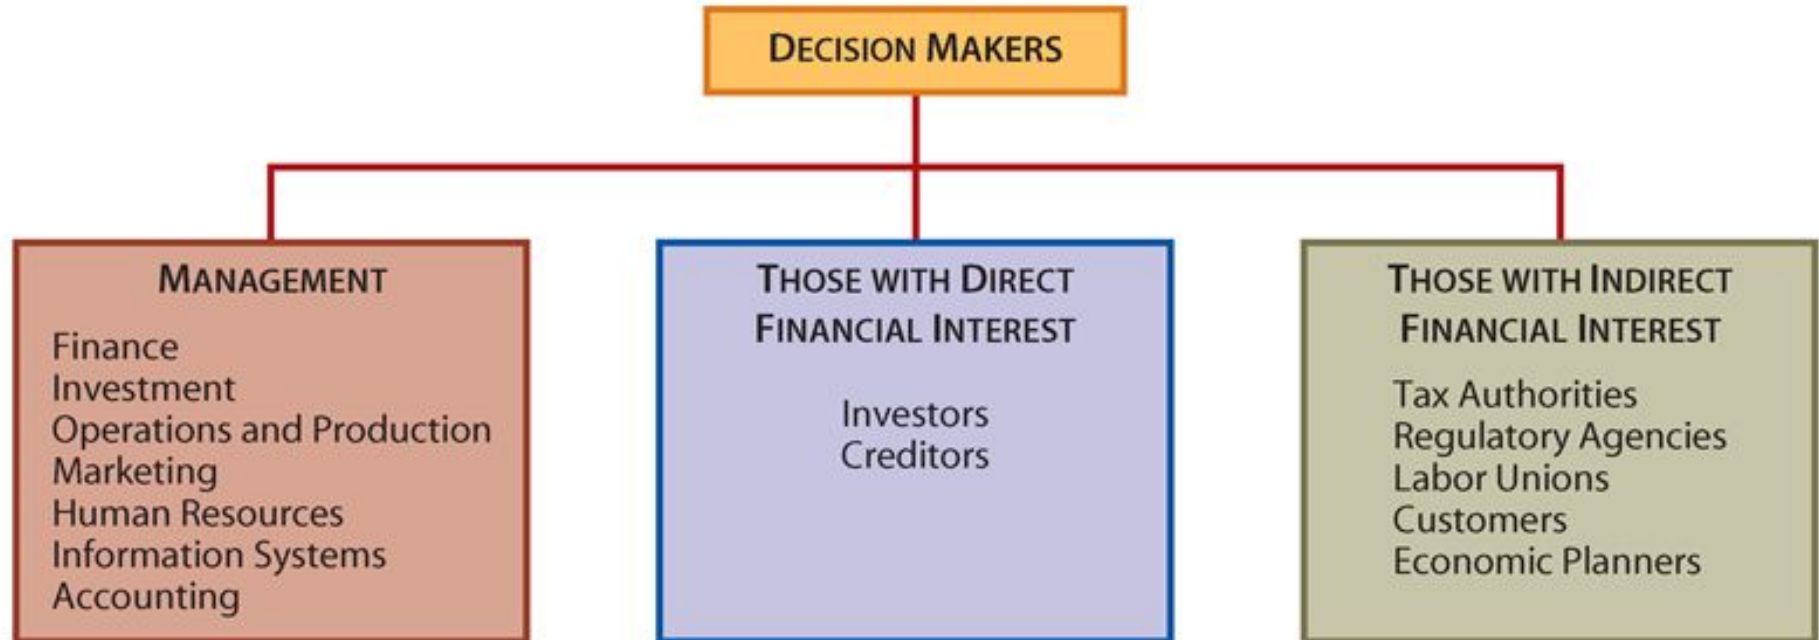 DECISION MAKERS
MANAGEMENT
Finance
Investment
Operations and Production
Marketing
Human Resources
Information Systems
Accounting
THOSE WITH DIRECT
FINANCIAL INTEREST
Investors
Creditors
THOSE WITH INDIRECT
FINANCIAL INTEREST
Tax Authorities
Regulatory Agencies
Labor Unions
Customers
Economic Planners